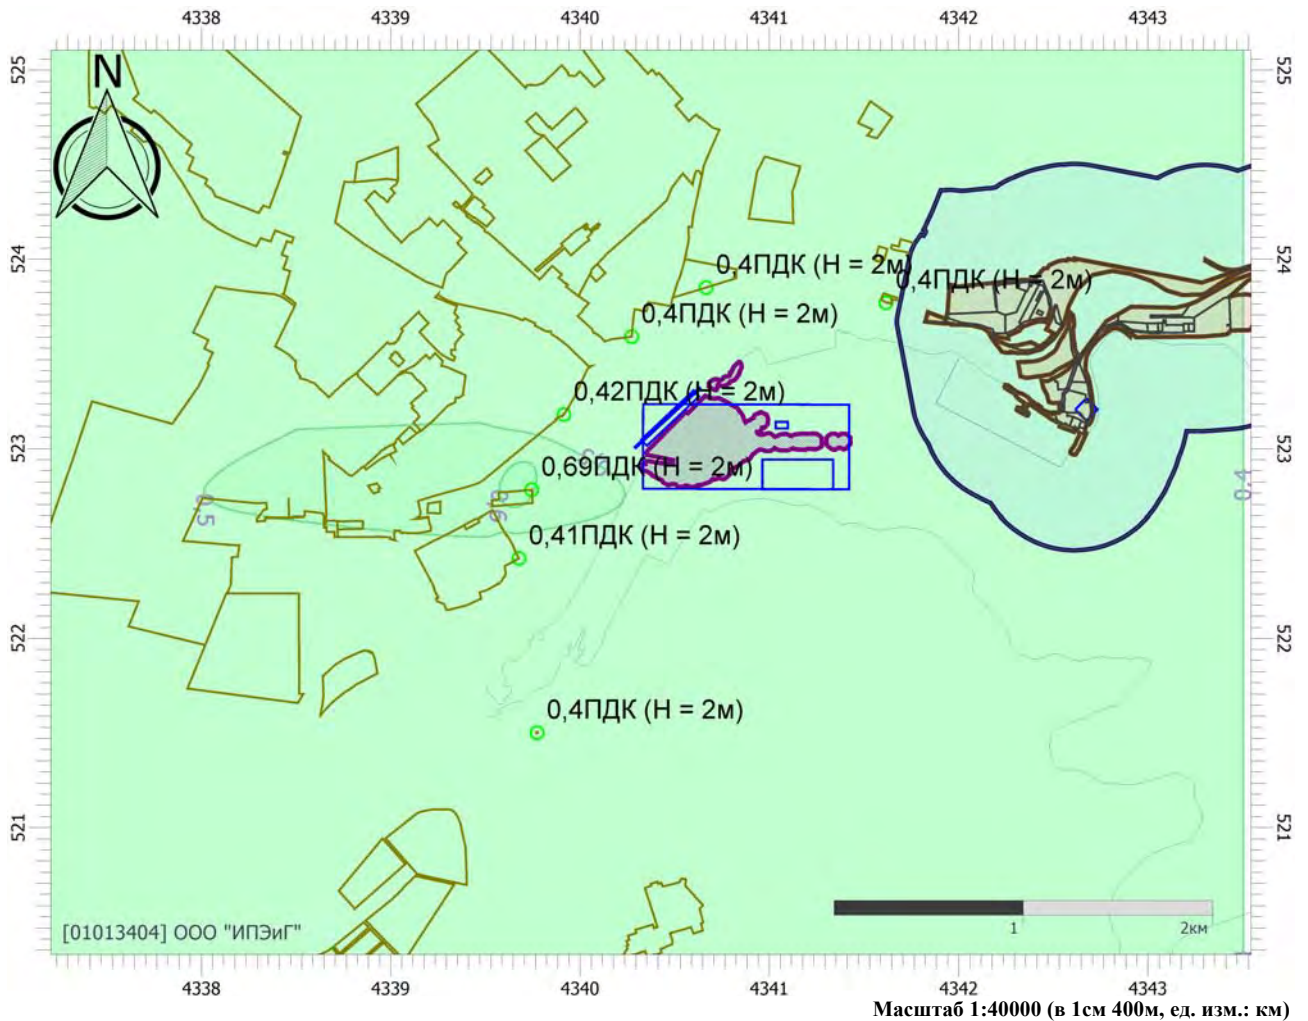 4338 4339 4340 4341 4342 4343
525 525
N
524 524
0,4ПДК (Н = 2м)
0,4ПДК (Н = 2м)
0,4ПДК (Н = 2м)
0,42ПДК (Н = 2м)
523 523
0,69ПДК (Н = 2м)
0,5
0,6
0.4
0,41ПДК (Н = 2м)
522 522
0,4ПДК (Н = 2м)
521 521
[01013404] ООО "ИПЭиГ"
1 2км
4338 4339 4340 4341 4342 4343
Масштаб 1:40000 (в 1см 400м, ед. изм.: км)